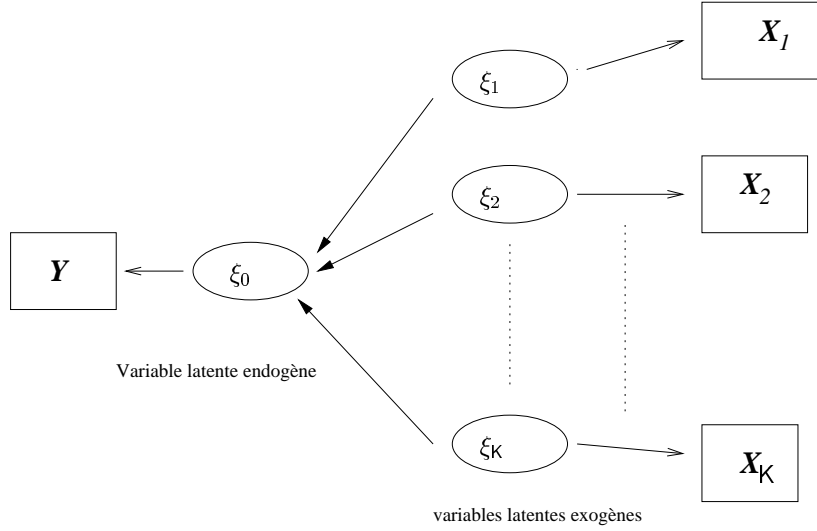 X1
ξ1
ξ2
X2
Y
ξ0
Variable latente endogène
ξK
XK
variables latentes exogènes